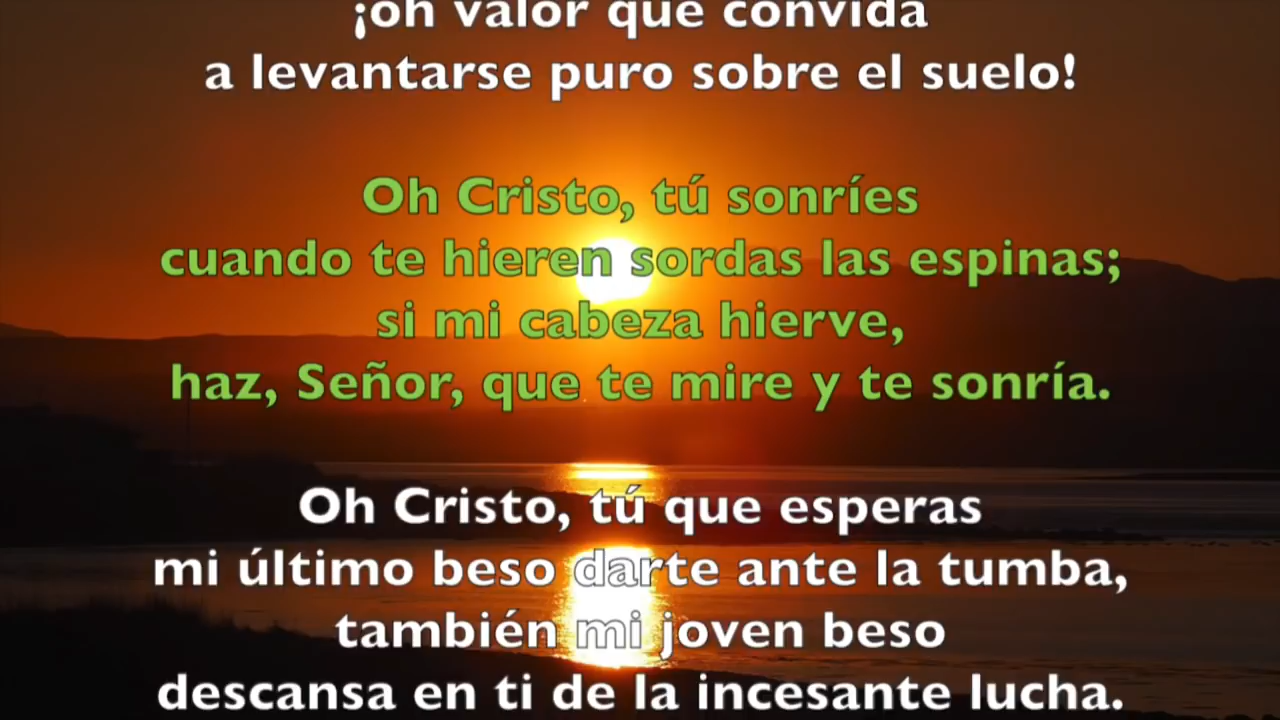 ¡oh valor que convida
a levantarse puro sobre el suelo!
Oh Cristo, tú sonríes
cuando te hieren sordas las espinas;
si mi cabeza hierve,
haz, Señor, que te mire y te sonría.
Oh Cristo, tú que esperas
mi último beso darte ante la tumba,
también mi joven beso
descansa en ti de la incesante lucha.